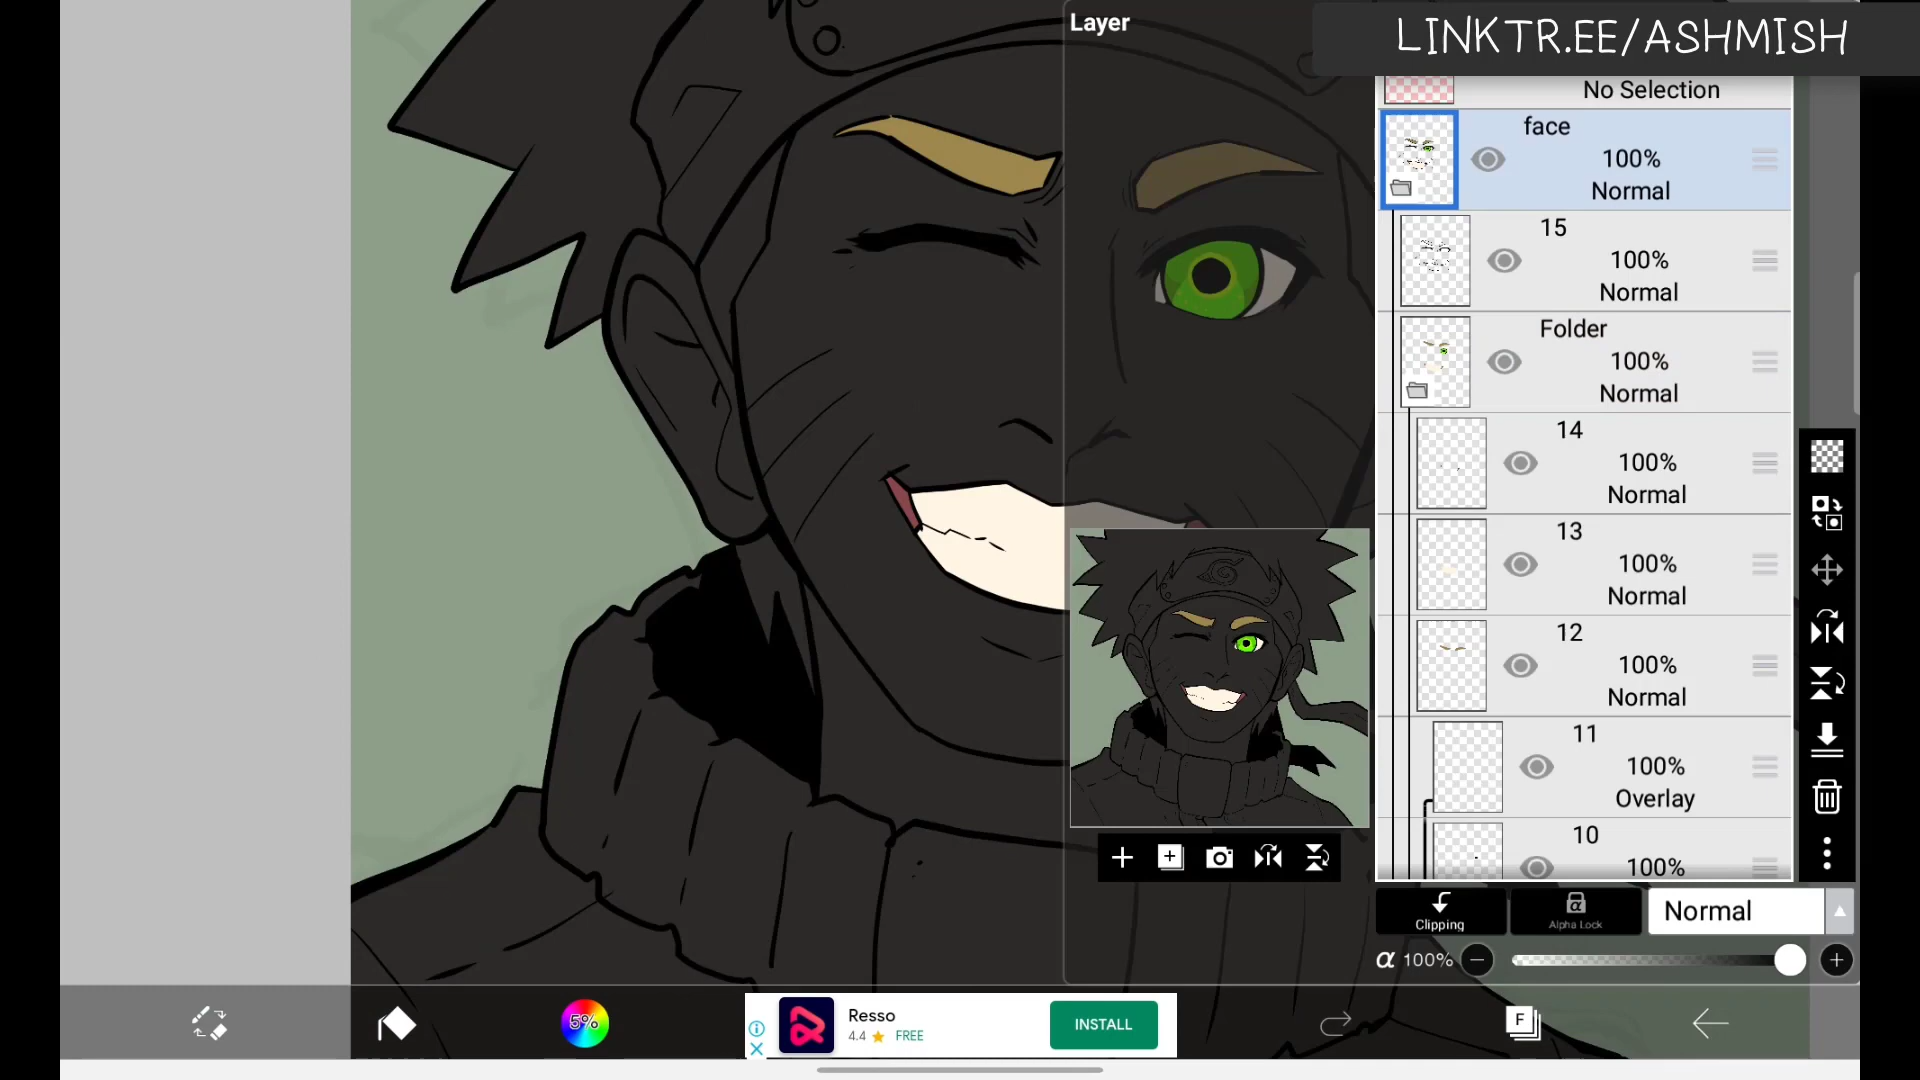 Layer
LINKTR.EE/ASHMISH
No Selection
face
100%
Normal
15
100%
Normal
Folder
100%
Normal
14
100%
Normal
13
100%
Normal
12
100%
Normal
11
100%
Overlay
10
100%
Clipping
Alpha Lock
Normal
α 100%
5%
Resso
4.4 ★ FREE
INSTALL
F